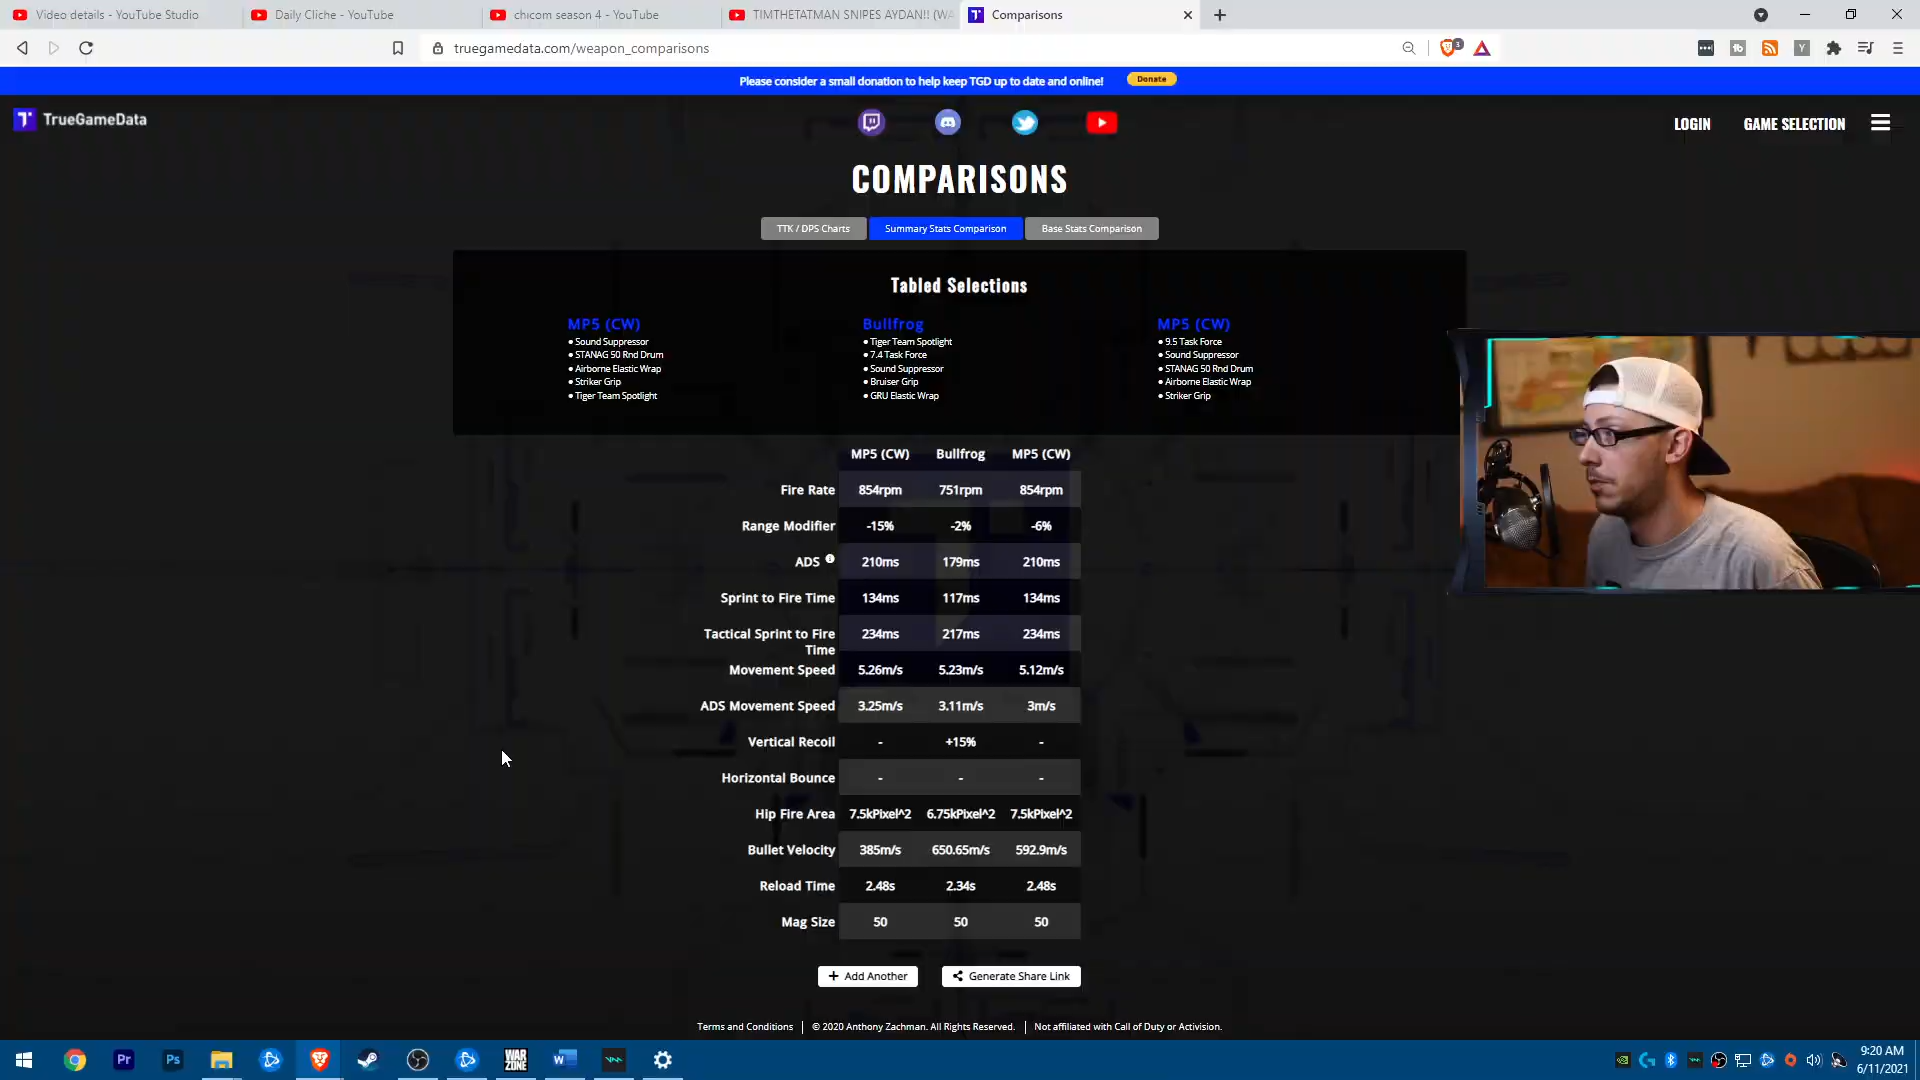 Video details - YouTube Studio
Daily Cliche - YouTube
chicom season 4 - YouTube
TIMTHETATMAN SNIPES AYDAN!! (WA
Comparisons
truegamedata.com/weapon_comparisons
Please consider a small donation to help keep TGD up to date and online!
Donate
TrueGameData
LOGIN
GAME SELECTION
COMPARISONS
TTK / DPS Charts
Summary Stats Comparison
Base Stats Comparison
Tabled Selections
MP5 (CW)
● Sound Suppressor
● STANAG 50 Rnd Drum
● Airborne Elastic Wrap
● Striker Grip
● Tiger Team Spotlight
Bullfrog
● Tiger Team Spotlight
● 7.4 Task Force
● Sound Suppressor
● Bruiser Grip
● GRU Elastic Wrap
MP5 (CW)
● 9.5 Task Force
● Sound Suppressor
● STANAG 50 Rnd Drum
● Airborne Elastic Wrap
● Striker Grip
MP5 (CW) Bullfrog MP5 (CW)
Fire Rate 854rpm 751rpm 854rpm
Range Modifier -15% -2% -6%
ADS 210ms 179ms 210ms
Sprint to Fire Time 134ms 117ms 134ms
Tactical Sprint to Fire 234ms 217ms 234ms
Time
Movement Speed 5.26m/s 5.23m/s 5.12m/s
ADS Movement Speed 3.25m/s 3.11m/s 3m/s
Vertical Recoil - +15% -
Horizontal Bounce - - -
Hip Fire Area 7.5kPixel^2 6.75kPixel^2 7.5kPixel^2
Bullet Velocity 385m/s 650.65m/s 592.9m/s
Reload Time 2.48s 2.34s 2.48s
Mag Size 50 50 50
+ Add Another
Generate Share Link
Terms and Conditions | © 2020 Anthony Zachman. All Rights Reserved. | Not affiliated with Call of Duty or Activision.
Pr
Ps
WAR
ZONE
W
9:20 AM
6/11/2021